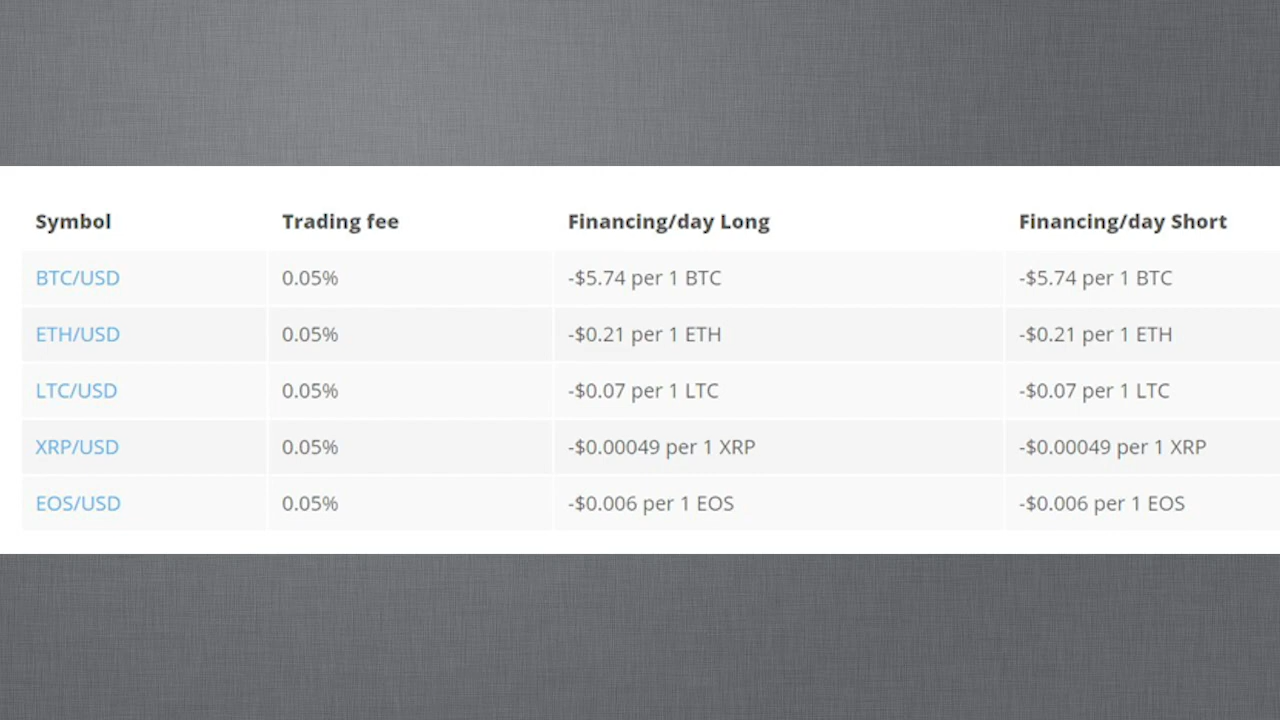 Symbol Trading fee Financing/day Long Financing/day Short
BTC/USD 0.05% -$5.74 per 1 BTC -$5.74 per 1 BTC
ETH/USD 0.05% -$0.21 per 1 ETH -$0.21 per 1 ETH
LTC/USD 0.05% -$0.07 per 1 LTC -$0.07 per 1 LTC
XRP/USD 0.05% -$0.00049 per 1 XRP -$0.00049 per 1 XRP
EOS/USD 0.05% -$0.006 per 1 EOS -$0.006 per 1 EOS